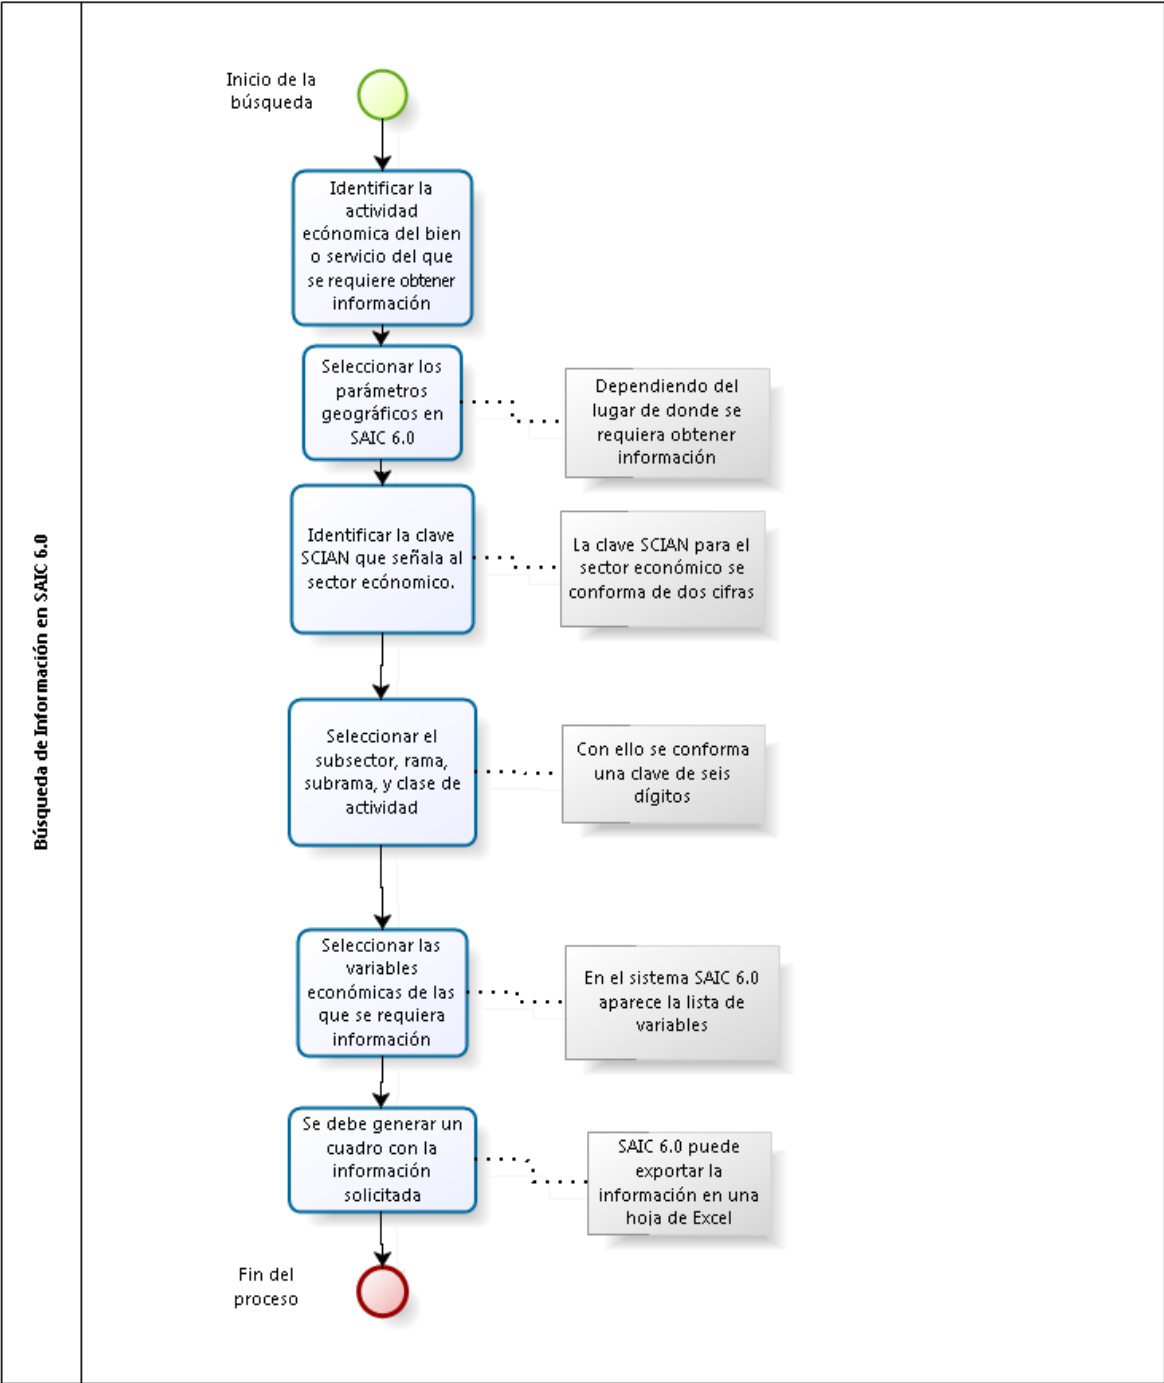 Búsqueda de Información en SAIC 6.0
Inicio de la
búsqueda
Identificar la
actividad
ecónomica del bien
o servicio del que
se requiere obtener
información
Seleccionar los
parámetros
geográficos en
SAIC 6.0
Dependiendo del
lugar de donde se
requiera obtener
información
Identificar la clave
SCIAN que señala al
sector ecónomico.
La clave SCIAN para el
sector económico se
conforma de dos cifras
Seleccionar el
subsector, rama,
subrama, y clase de
actividad
Con ello se conforma
una clave de seis
dígitos
Seleccionar las
variables
económicas de las
que se requiera
información
En el sistema SAIC 6.0
aparece la lista de
variables
Se debe generar un
cuadro con la
información
solicitada
SAIC 6.0 puede
exportar la
información en una
hoja de Excel
Fin del
proceso